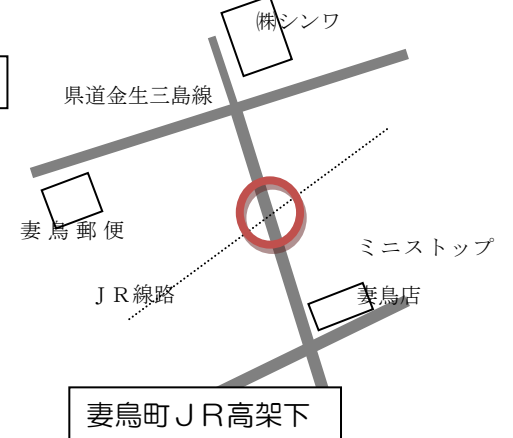 ㈱シンワ
県道金生三島線
妻鳥郵便
ミニストップ
ＪＲ線路
妻鳥店
妻鳥町ＪＲ高架下